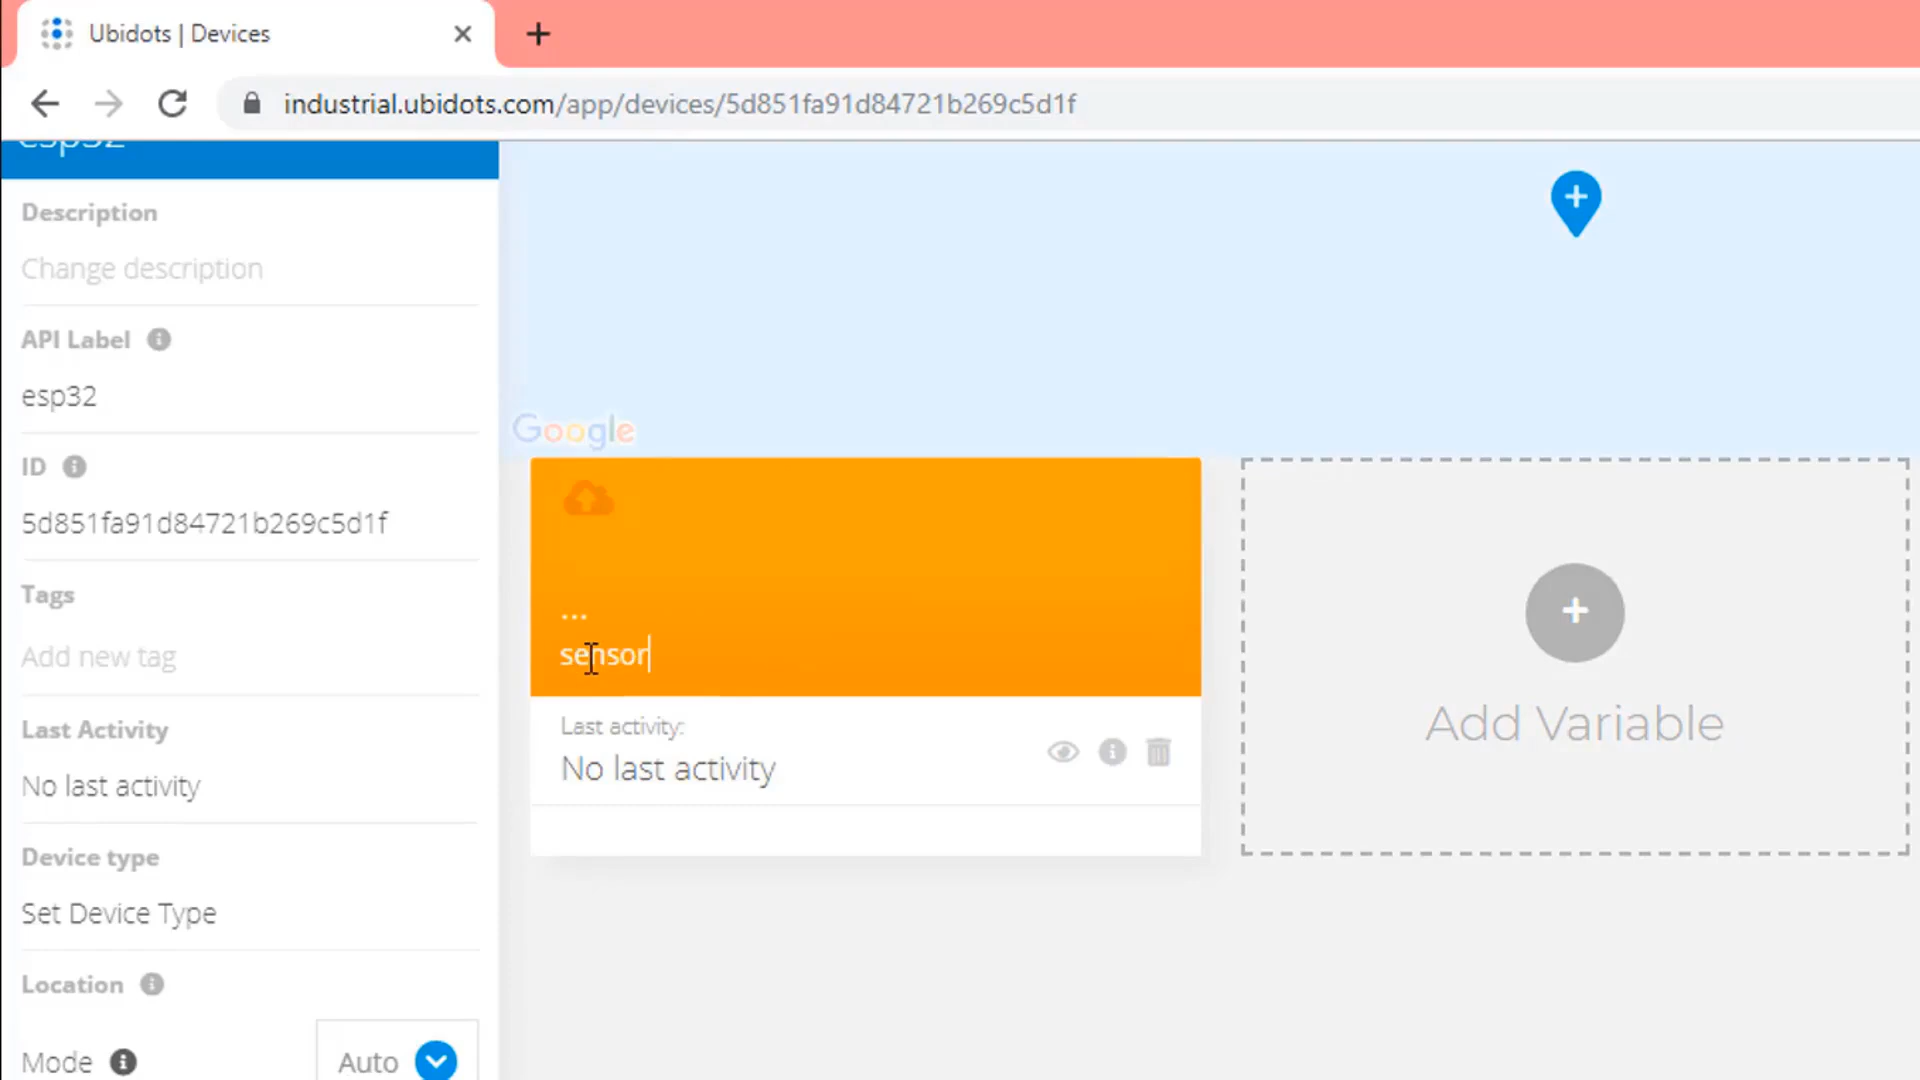 Ubidots | Devices
industrial.ubidots.com/app/devices/5d851fa91d84721b269c5d1f
esp32
Description
Change description
API Label
esp32
ID
5d851fa91d84721b269c5d1f
Tags
Add new tag
Last Activity
No last activity
Device type
Set Device Type
Location
Mode
Auto
Google
...
sensor
Last activity:
No last activity
Add Variable